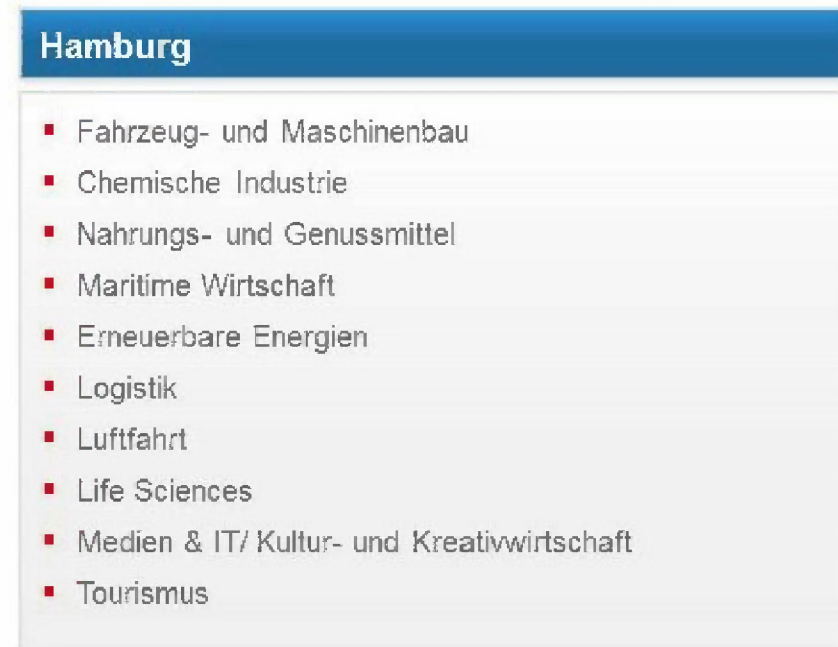 Hamburg
Fahrzeug- und Maschinenbau
Chemische Industrie
Nahrungs- und Genussmittel
Maritime Wirtschaft
Erneuerbare Energien
Logistik
Luftfahrt
Life Sciences
Medien & IT/ Kultur- und Kreativwirtschaft
Tourismus